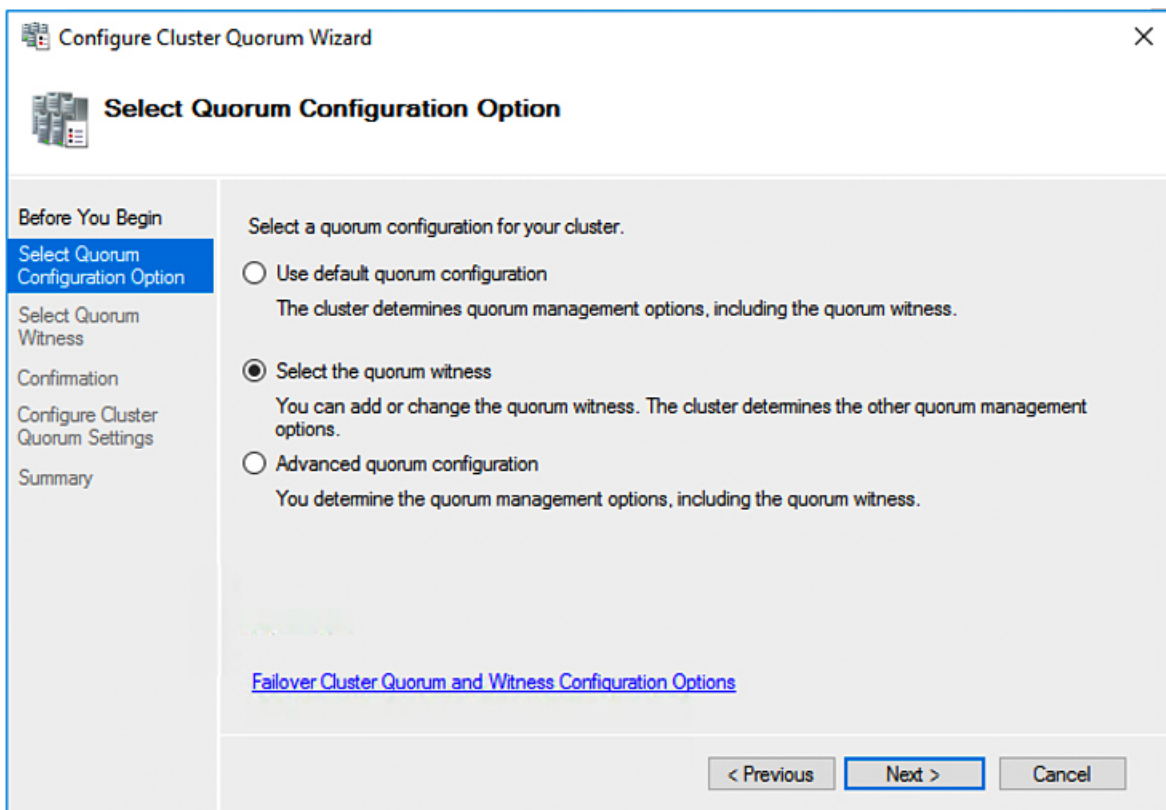 Configure Cluster Quorum Wizard
Select Quorum Configuration Option
Before You Begin
Select Quorum
Configuration Option
Select Quorum
Witness
Confirmation
Configure Cluster
Quorum Settings
Summary
Select a quorum configuration for your cluster.
Use default quorum configuration
The cluster determines quorum management options, including the quorum witness.
Select the quorum witness
You can add or change the quorum witness. The cluster determines the other quorum management
options.
Advanced quorum configuration
You determine the quorum management options, including the quorum witness.
Failover Cluster Quorum and Witness Configuration Options
< Previous
Next >
Cancel